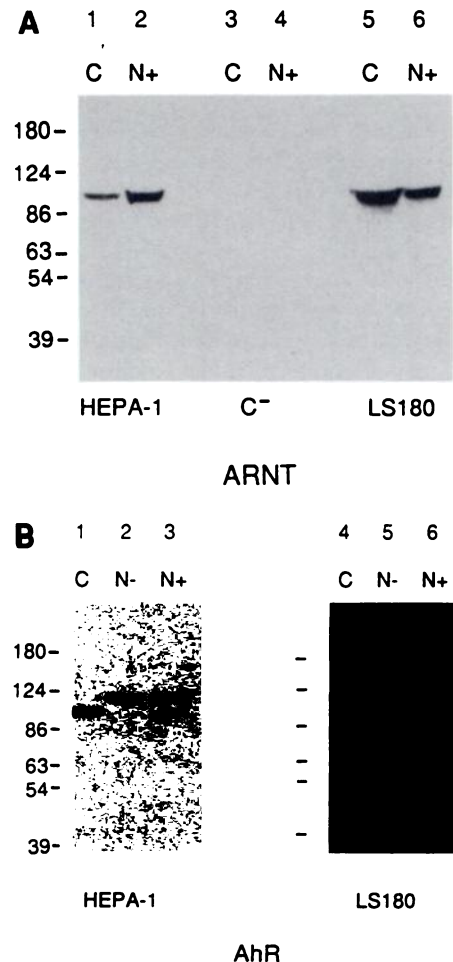 A
1 2 3 4 5 6
C N+ C N+ C N+
180-
124-
86-
63-
54-
39-
HEPA-1 C⁻ LS180
ARNT
B
1 2 3 4 5 6
C N- N+ C N- N+
180-
124-
86-
63-
54-
39-
HEPA-1 LS180
AhR